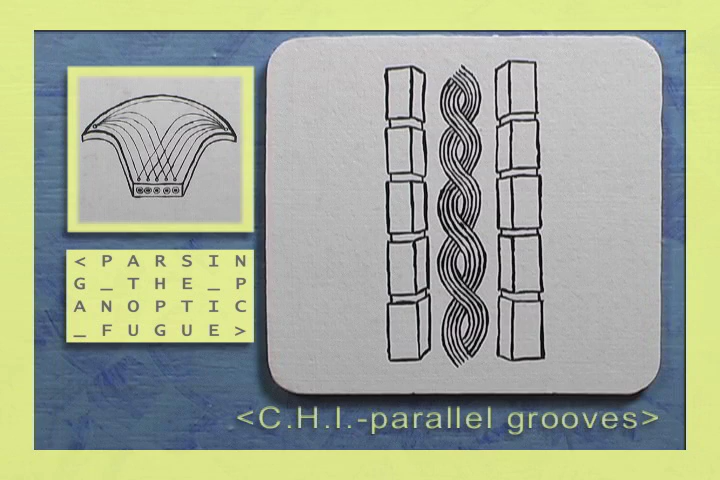 < P A R S I N
G _ T H E _ P
A N O P T I C
_ F U G U E >
<C.H.I.-parallel grooves>